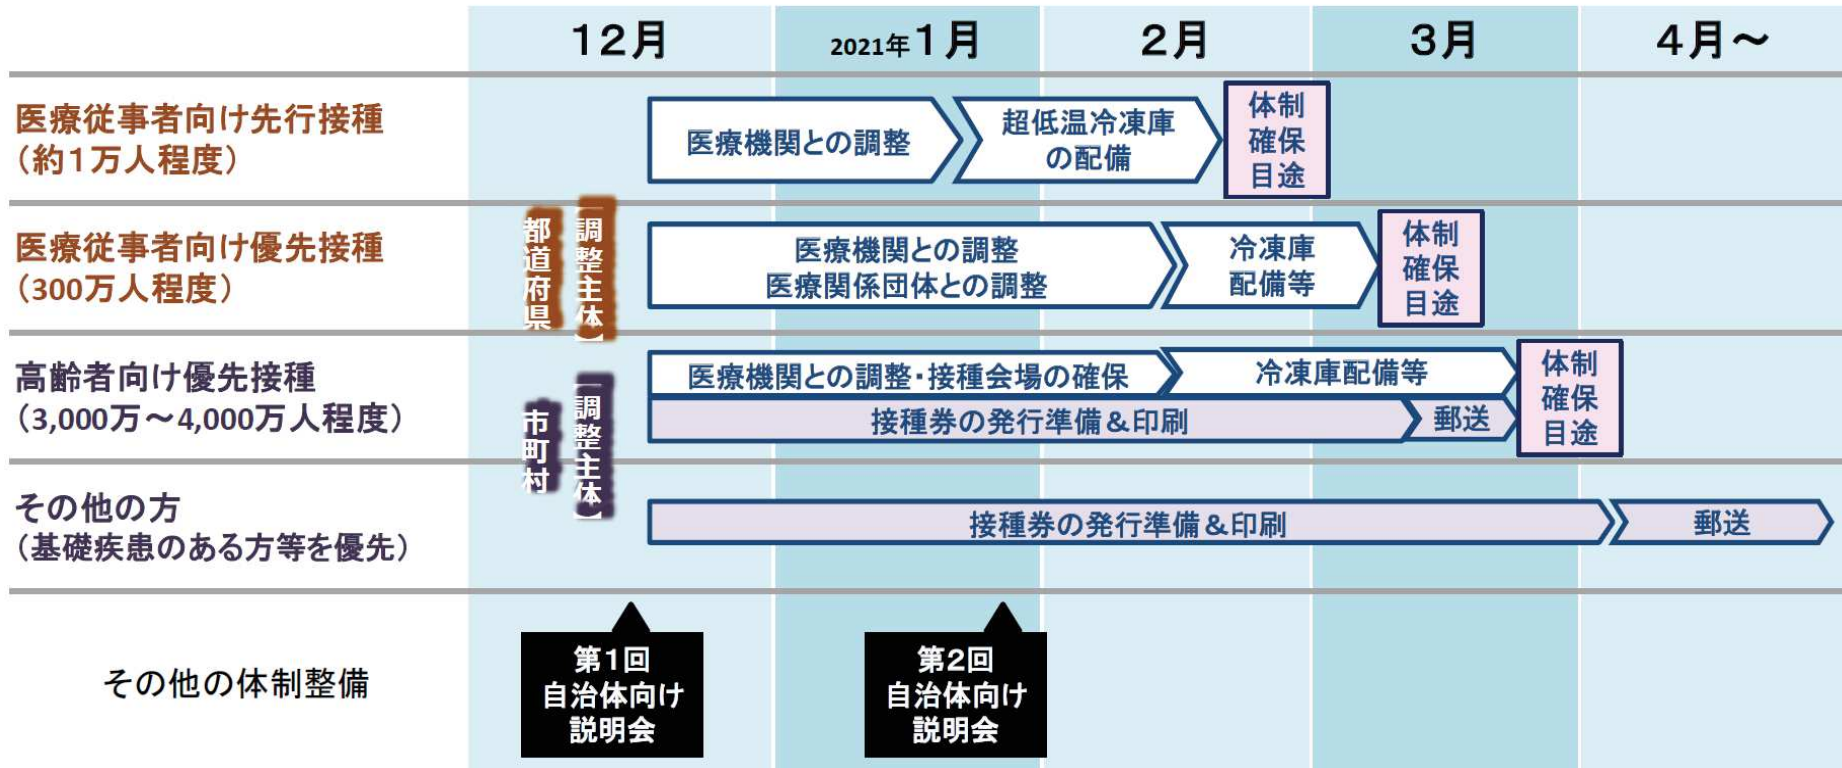 12月
2021年1月
2月
3月
4月～
医療従事者向け先行接種
（約１万人程度）
医療機関との調整
超低温冷凍庫
の配備
体制
確保
目途
医療従事者向け優先接種
（300万人程度）
【調整主体】
都道府県
医療機関との調整
医療関係団体との調整
冷凍庫
配備等
体制
確保
目途
高齢者向け優先接種
（3,000万～4,000万人程度）
【調整主体】
市町村
医療機関との調整・接種会場の確保
冷凍庫配備等
接種券の発行準備＆印刷
郵送
体制
確保
目途
その他の方
（基礎疾患のある方等を優先）
接種券の発行準備＆印刷
郵送
その他の体制整備
第1回
自治体向け
説明会
第2回
自治体向け
説明会